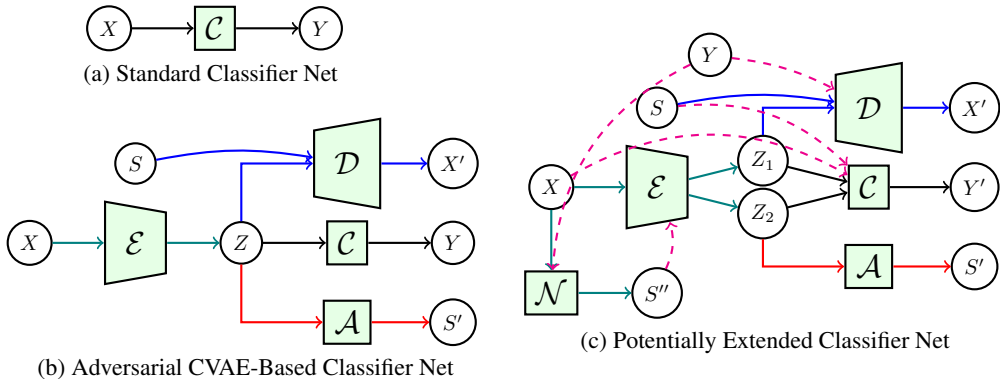 X C Y
(a) Standard Classifier Net
S D X'
X E Z C Y
A S'
(b) Adversarial CVAE-Based Classifier Net
Y
S D X'
X E Z₁ C Y'
Z₂
N S'' A S'
(c) Potentially Extended Classifier Net